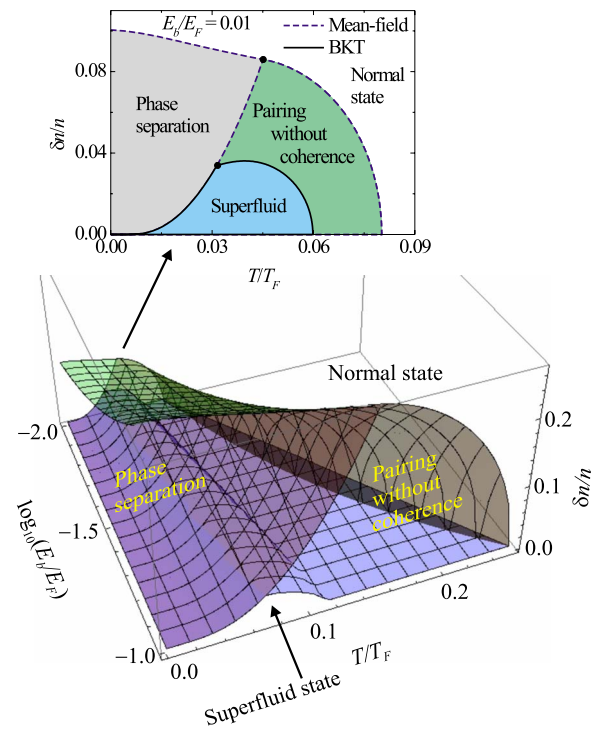 E_b/E_F = 0.01
Mean-field
BKT
Normal
state
Phase
separation
Pairing
without
coherence
Superfluid
0.08
0.04
0.00
δn/n
0.00 0.03 0.06 0.09
T/T_F
Normal state
Phase
separation
Pairing
without
coherence
−2.0
−1.5
−1.0
log₁₀(E_b/E_F)
0.0
0.1
0.2
T/T_F
0.2
0.1
0.0
δn/n
Superfluid state